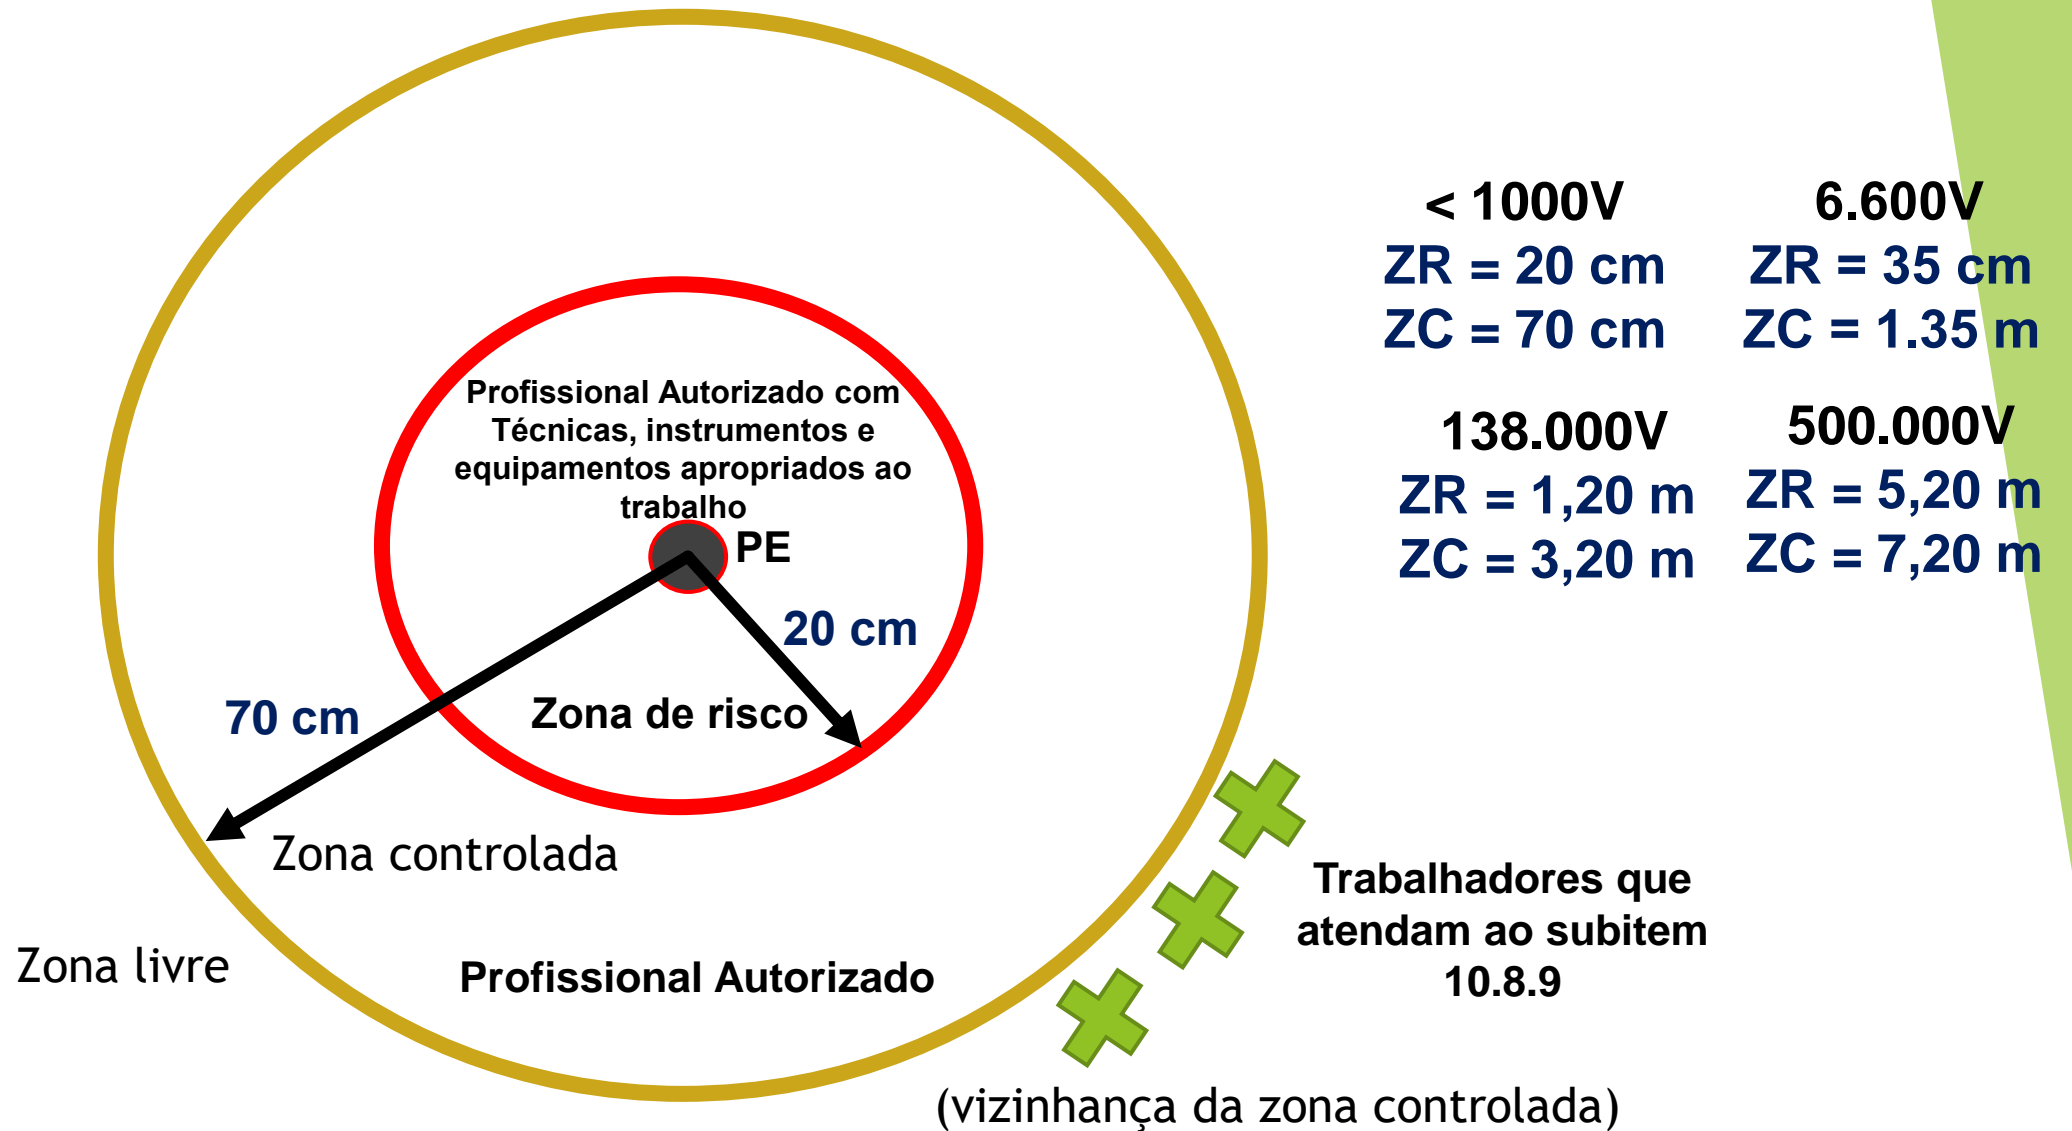 Profissional Autorizado com
Técnicas, instrumentos e
equipamentos apropriados ao
trabalho
PE
20 cm
70 cm
Zona de risco
Zona controlada
Zona livre
Profissional Autorizado
< 1000V
ZR = 20 cm
ZC = 70 cm
6.600V
ZR = 35 cm
ZC = 1.35 m
138.000V
ZR = 1,20 m
ZC = 3,20 m
500.000V
ZR = 5,20 m
ZC = 7,20 m
Trabalhadores que
atendam ao subitem
10.8.9
(vizinhança da zona controlada)